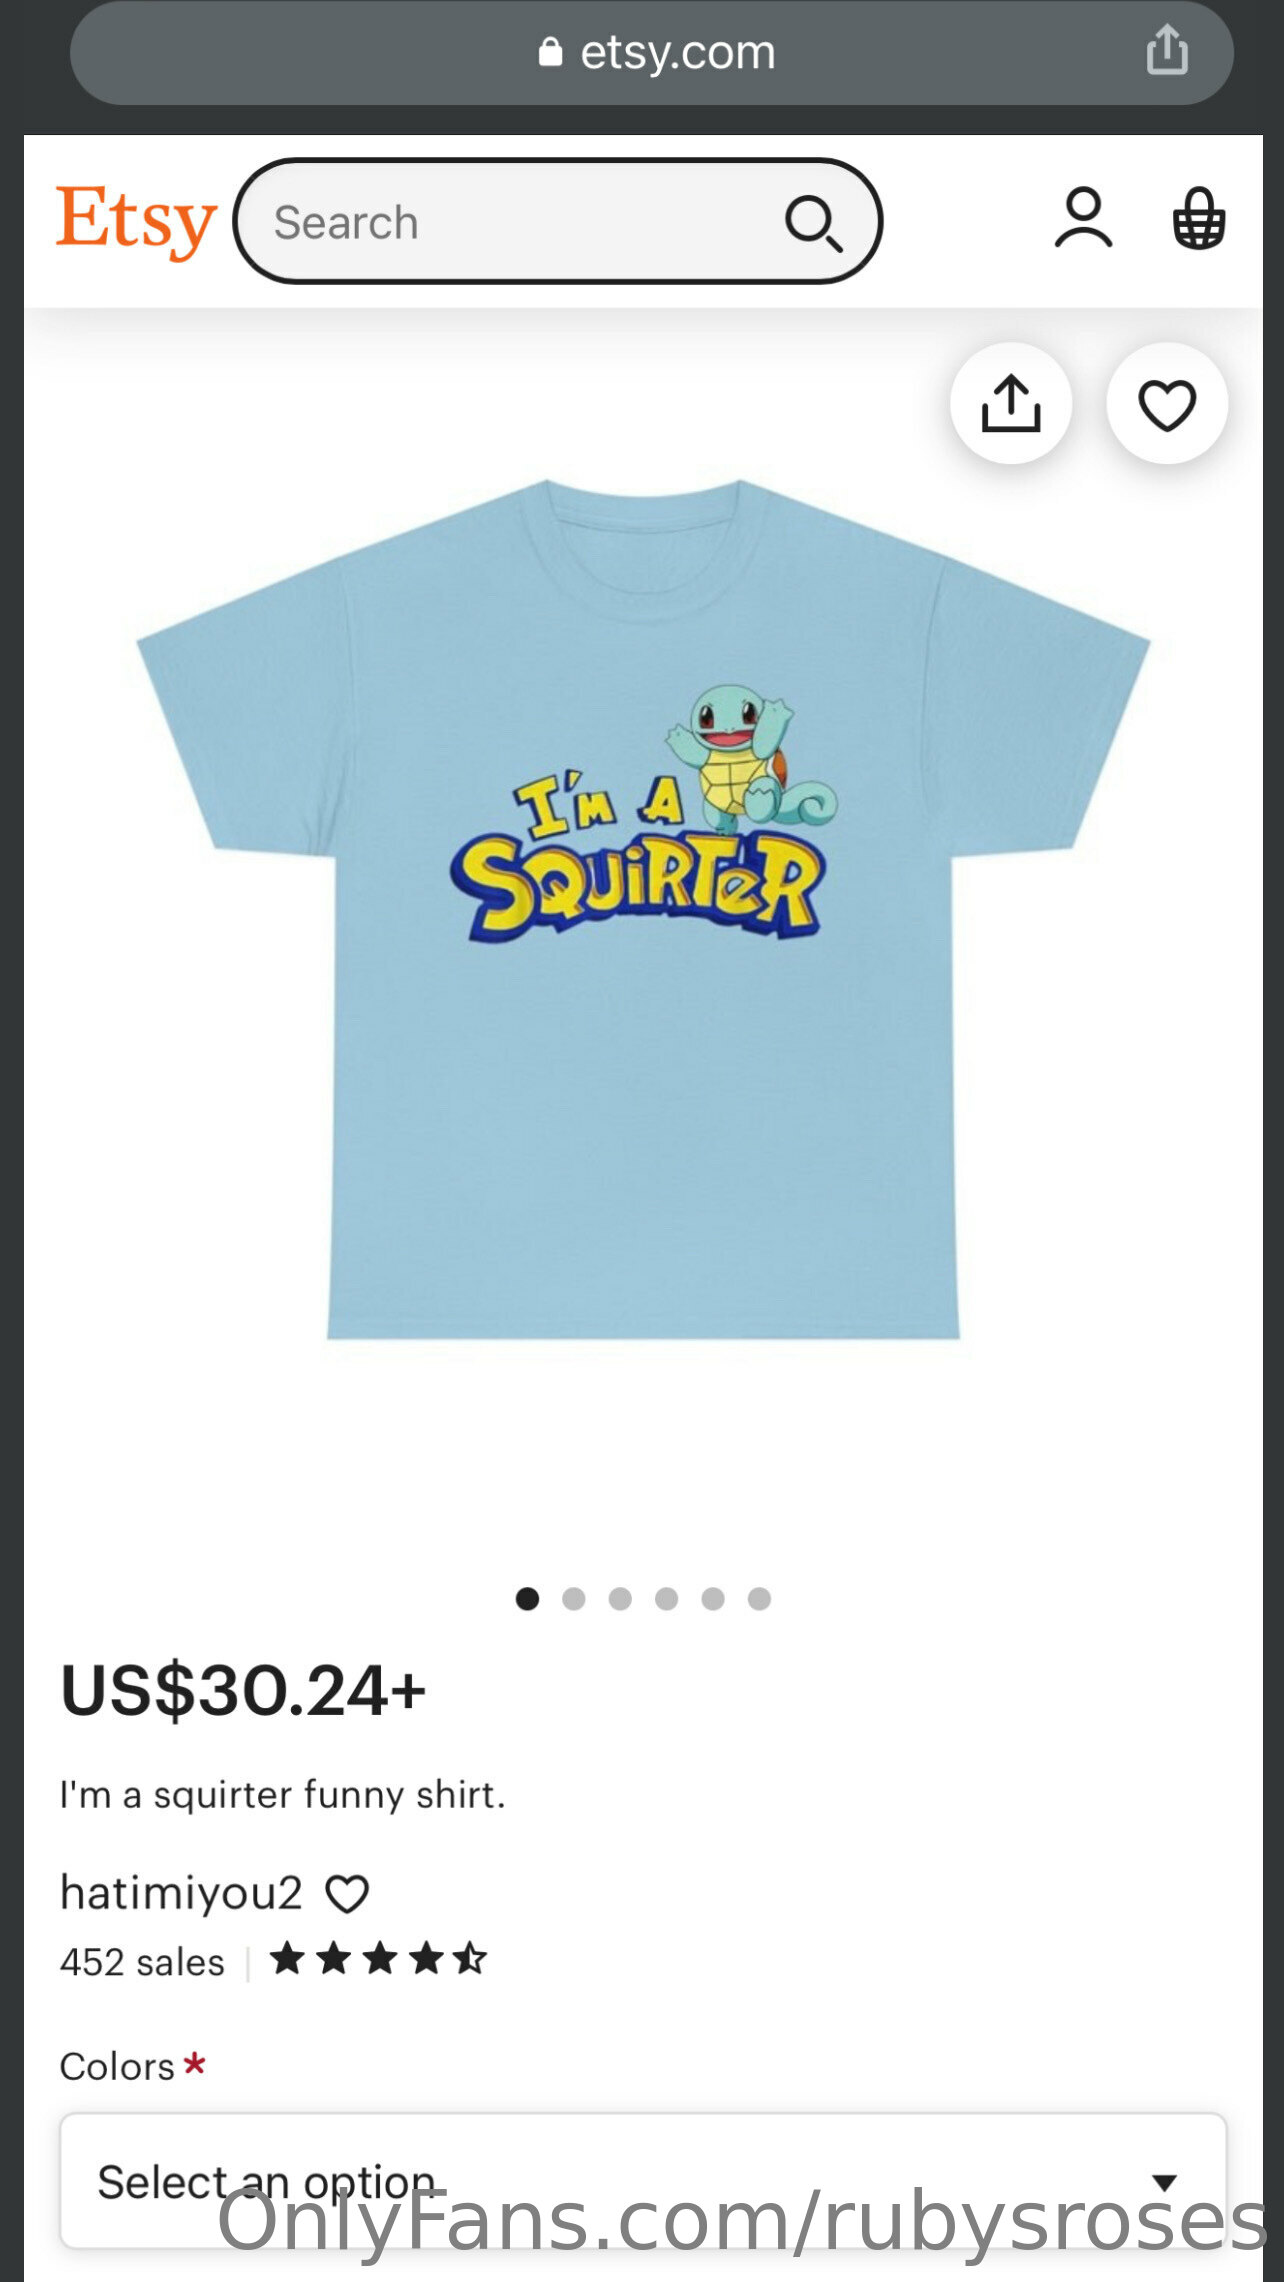 etsy.com
Etsy
Search
I'm A
SQUiRTeR
US$30.24+
I'm a squirter funny shirt.
hatimiyou2
452 sales
Colors *
Select an option
OnlyFans.com/rubysroses